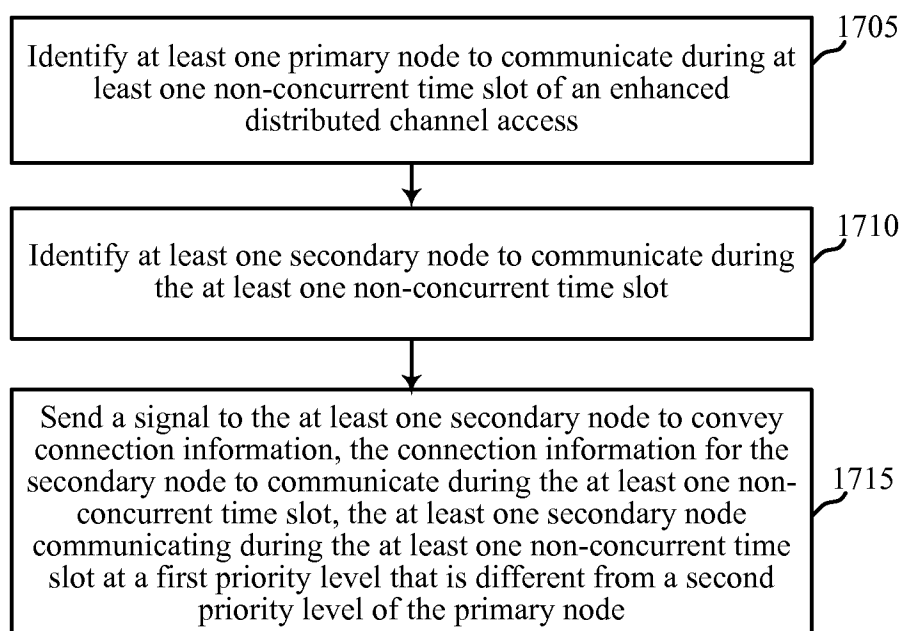 1705
Identify at least one primary node to communicate during at
least one non-concurrent time slot of an enhanced
distributed channel access
1710
Identify at least one secondary node to communicate during
the at least one non-concurrent time slot
Send a signal to the at least one secondary node to convey
connection information, the connection information for the
secondary node to communicate during the at least one non-
1715
concurrent time slot, the at least one secondary node
communicating during the at least one non-concurrent time
slot at a first priority level that is different from a second
priority level of the primary node